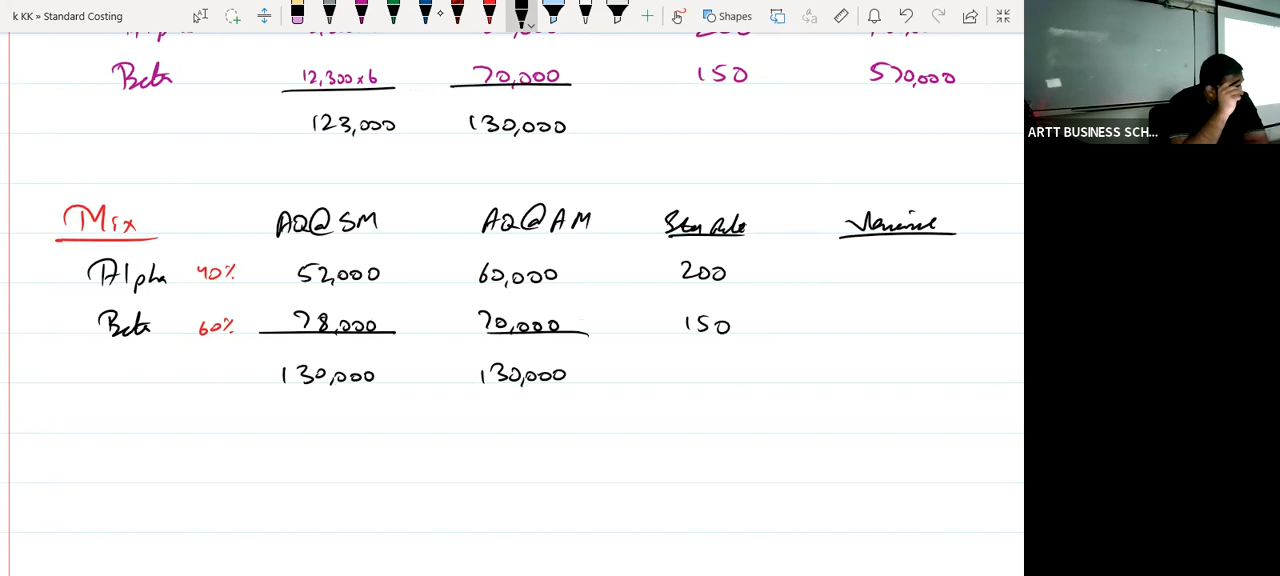 k KK » Standard Costing
Shapes
Beta 12,300 x 6 70,000 150 570,000
123,000 130,000
ARTT BUSINESS SCH...
Mix AQ@SM AQ@AM Std Rate Variance
Alpha 40% 52,000 60,000 200
Beta 60% 78,000 70,000 150
130,000 130,000